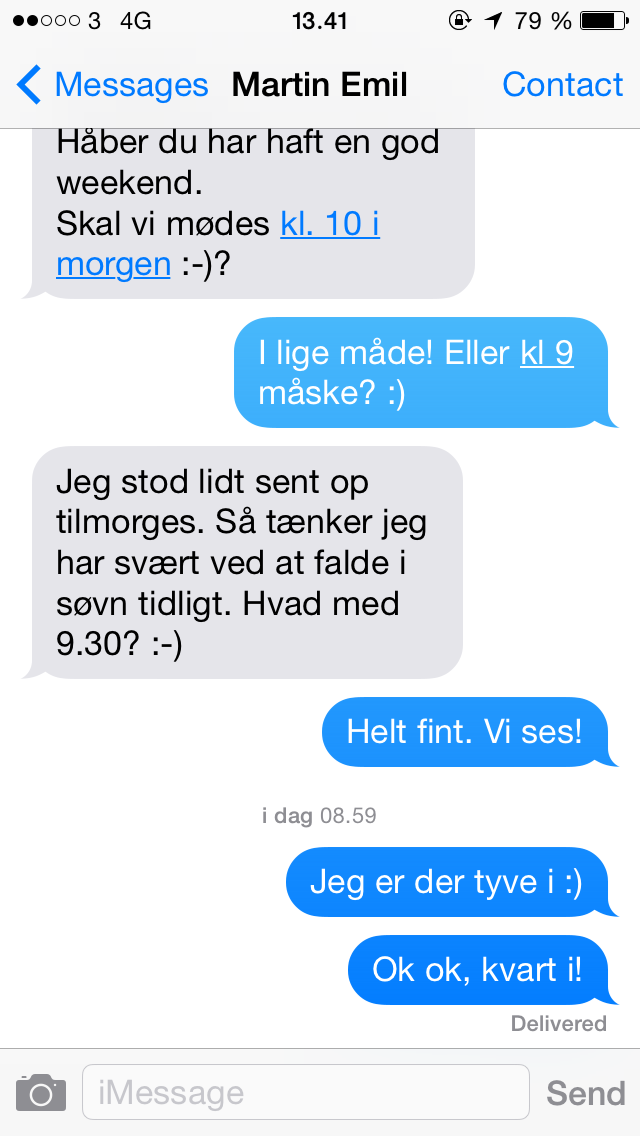 3 4G 13.41 79 %
Messages Martin Emil Contact
Håber du har haft en god
weekend.
Skal vi mødes kl. 10 i
morgen :-)?
I lige måde! Eller kl 9
måske? :)
Jeg stod lidt sent op
tilmorges. Så tænker jeg
har svært ved at falde i
søvn tidligt. Hvad med
9.30? :-)
Helt fint. Vi ses!
i dag 08.59
Jeg er der tyve i :)
Ok ok, kvart i!
Delivered
iMessage Send